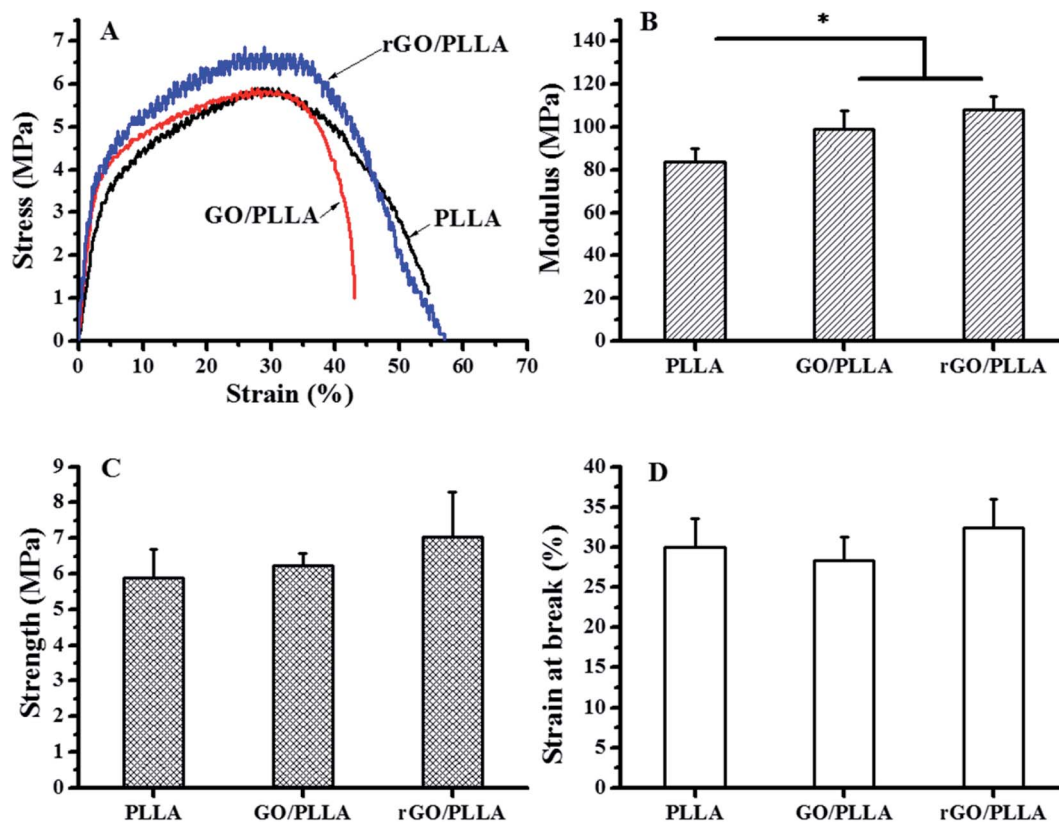 A
Stress (MPa)
7
6
5
4
3
2
1
0
rGO/PLLA
GO/PLLA
PLLA
0 10 20 30 40 50 60 70
Strain (%)
B
*
Modulus (MPa)
140
120
100
80
60
40
20
0
PLLA GO/PLLA rGO/PLLA
C
Strength (MPa)
9
8
7
6
5
4
3
2
1
0
PLLA GO/PLLA rGO/PLLA
D
Strain at break (%)
40
35
30
25
20
15
10
5
0
PLLA GO/PLLA rGO/PLLA